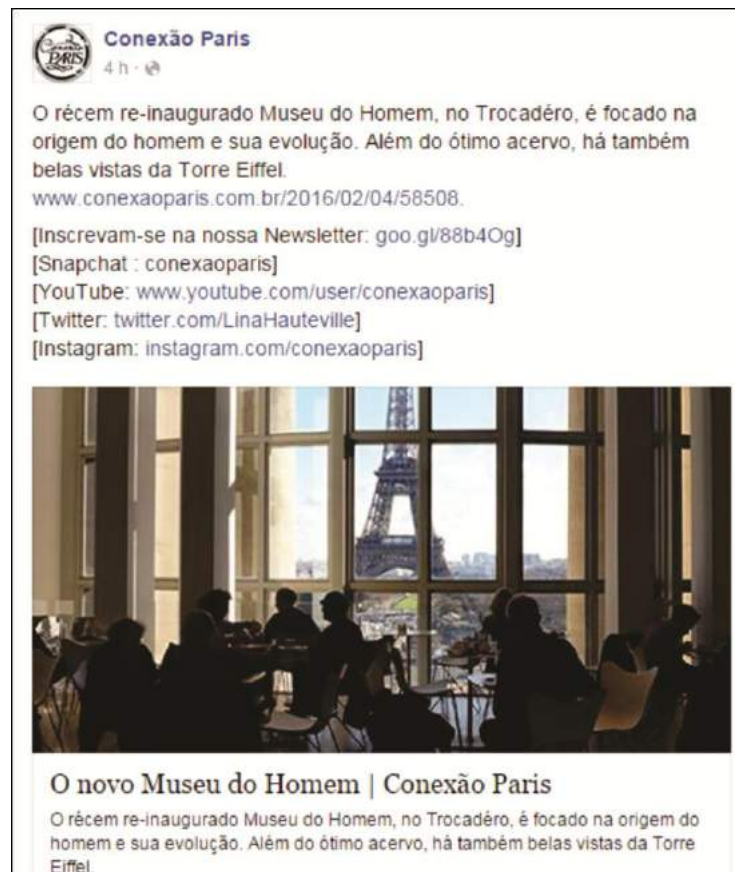 Conexão PARIS
Conexão Paris
4 h ·
O récem re-inaugurado Museu do Homem, no Trocadéro, é focado na
origem do homem e sua evolução. Além do ótimo acervo, há também
belas vistas da Torre Eiffel.
www.conexaoparis.com.br/2016/02/04/58508.
[Inscrevam-se na nossa Newsletter: goo.gl/88b4Og]
[Snapchat : conexaoparis]
[YouTube: www.youtube.com/user/conexaoparis]
[Twitter: twitter.com/LinaHauteville]
[Instagram: instagram.com/conexaoparis]
O novo Museu do Homem | Conexão Paris
O récem re-inaugurado Museu do Homem, no Trocadéro, é focado na origem do
homem e sua evolução. Além do ótimo acervo, há também belas vistas da Torre
Eiffel.